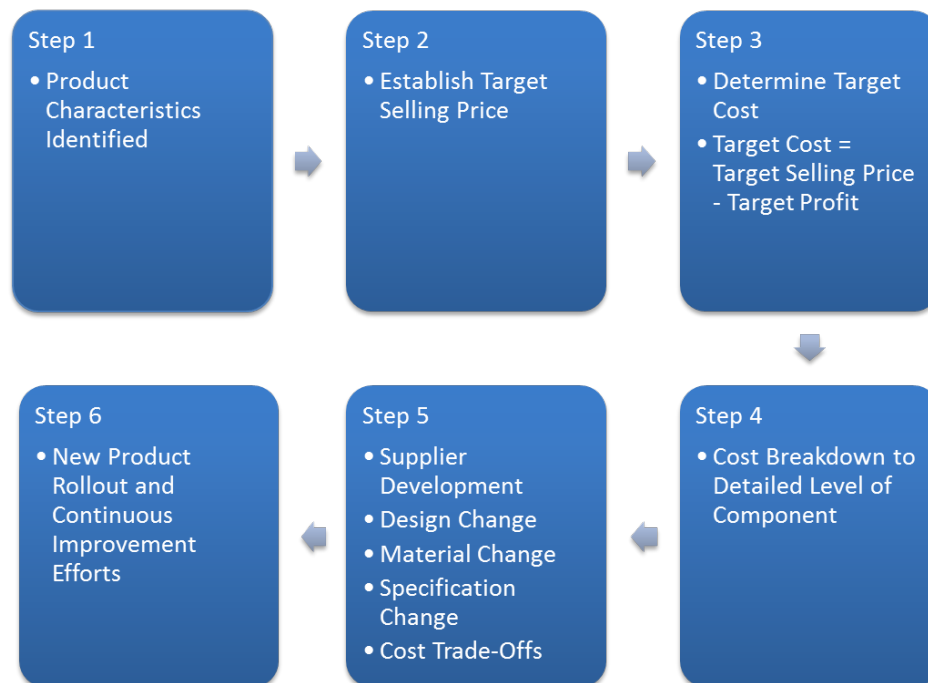 Step 1
• Product
Characteristics
Identified
Step 2
• Establish Target
Selling Price
Step 3
• Determine Target
Cost
• Target Cost =
Target Selling Price
- Target Profit
Step 4
• Cost Breakdown to
Detailed Level of
Component
Step 5
• Supplier
Development
• Design Change
• Material Change
• Specification
Change
• Cost Trade-Offs
Step 6
• New Product
Rollout and
Continuous
Improvement
Efforts